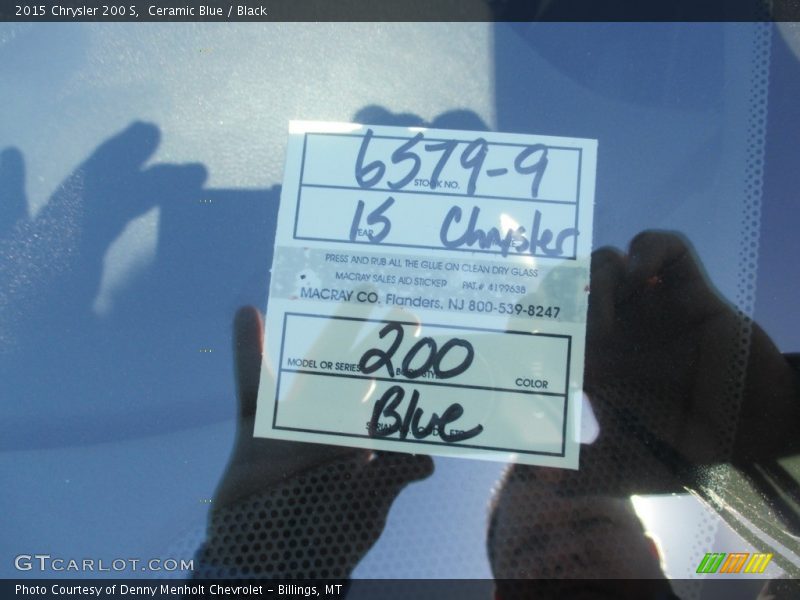 2015 Chrysler 200 S, Ceramic Blue / Black
6579-9
STOCK NO.
15 Chrysler
YEAR
PRESS AND RUB ALL THE GLUE ON CLEAN DRY GLASS
MACRAY SALES AID STICKER PAT.# 4199638
MACRAY CO. Flanders, NJ 800-539-8247
200
MODEL OR SERIES BODY STYLE COLOR
Blue
GTCARLOT.COM
Photo Courtesy of Denny Menholt Chevrolet – Billings, MT